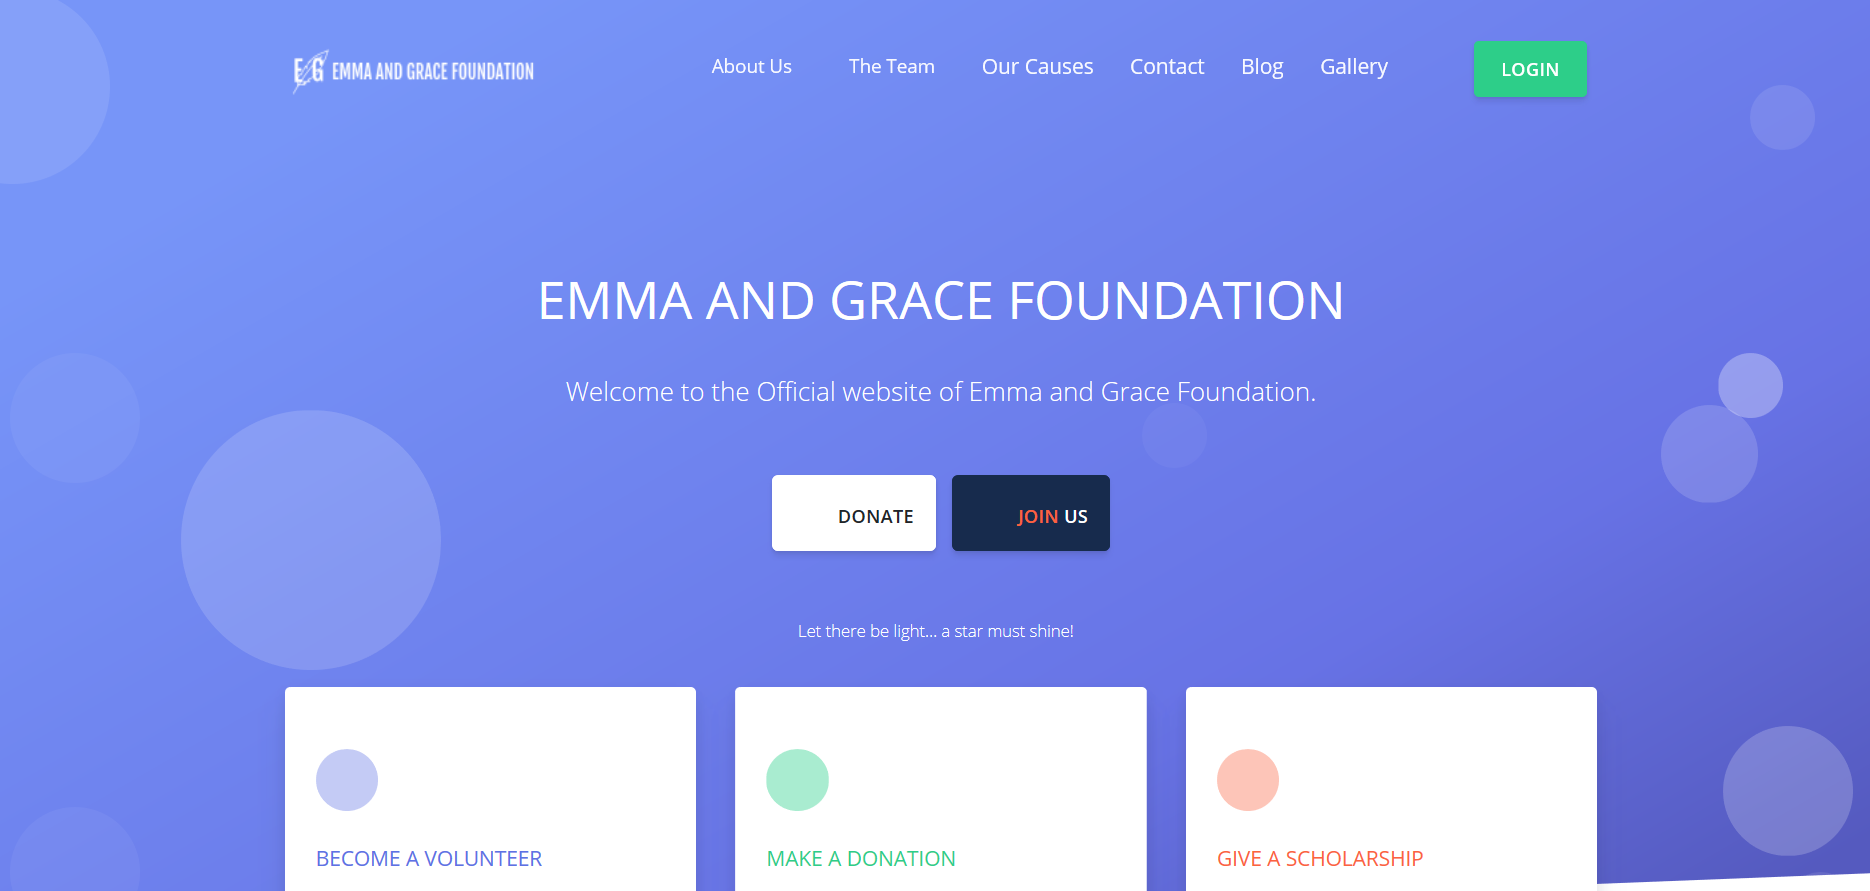 EG EMMA AND GRACE FOUNDATION
About Us The Team Our Causes Contact Blog Gallery LOGIN
EMMA AND GRACE FOUNDATION
Welcome to the Official website of Emma and Grace Foundation.
DONATE JOIN US
Let there be light... a star must shine!
BECOME A VOLUNTEER MAKE A DONATION GIVE A SCHOLARSHIP